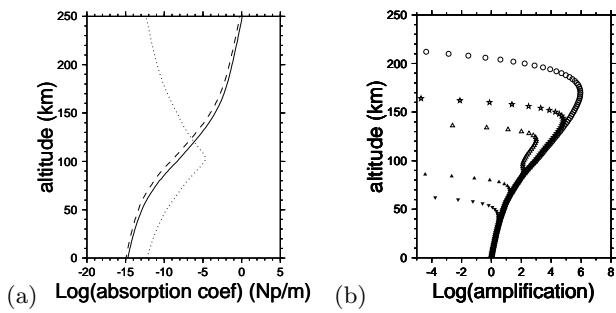 250
200
150
100
50
0
altitude (km)
-20 -15 -10 -5 0 5
(a) Log(absorption coef) (Np/m)
250
200
150
100
50
0
altitude (km)
-4 -2 0 2 4 6 8
(b) Log(amplification)